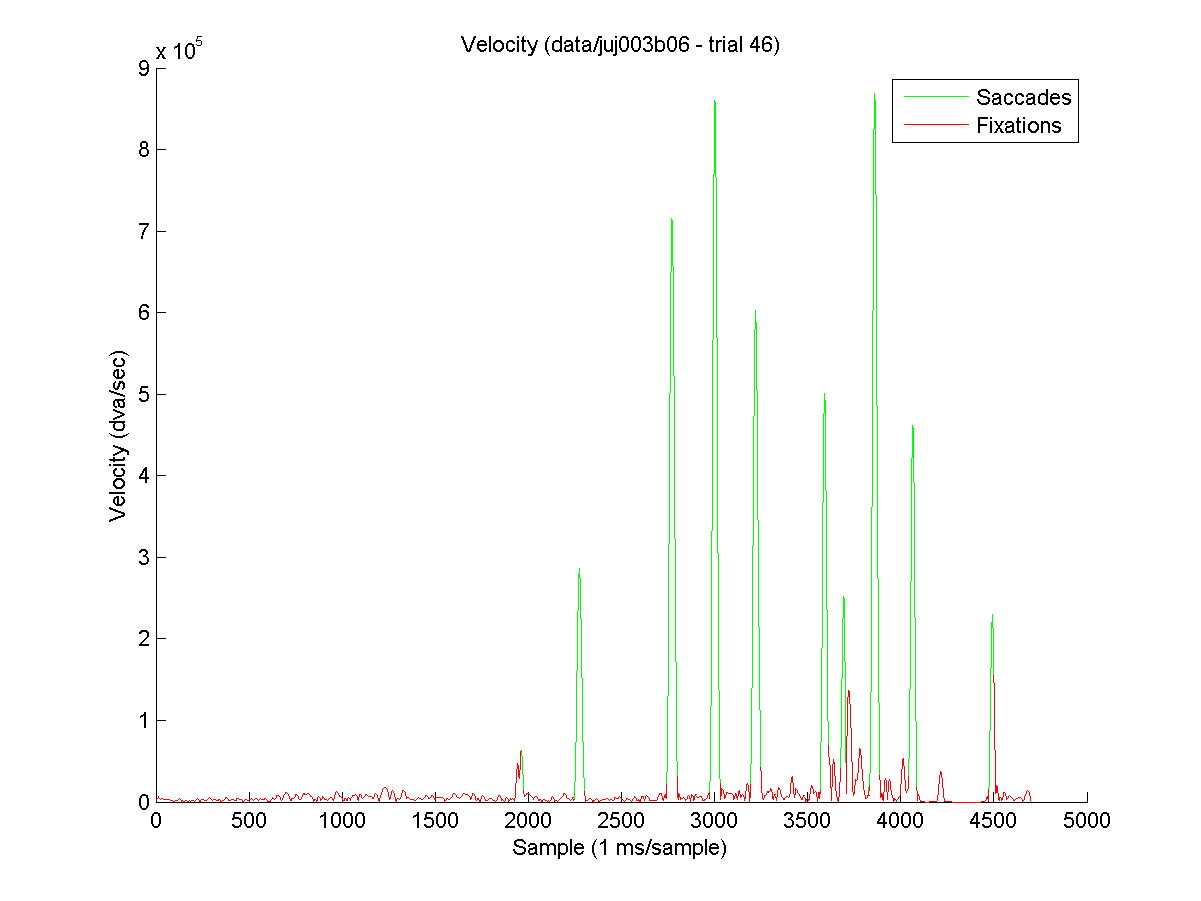 Velocity (data/juj003b06 - trial 46)
x 10^5
9
8
7
6
5
4
3
2
1
0
Velocity (dva/sec)
Saccades
Fixations
0 500 1000 1500 2000 2500 3000 3500 4000 4500 5000
Sample (1 ms/sample)